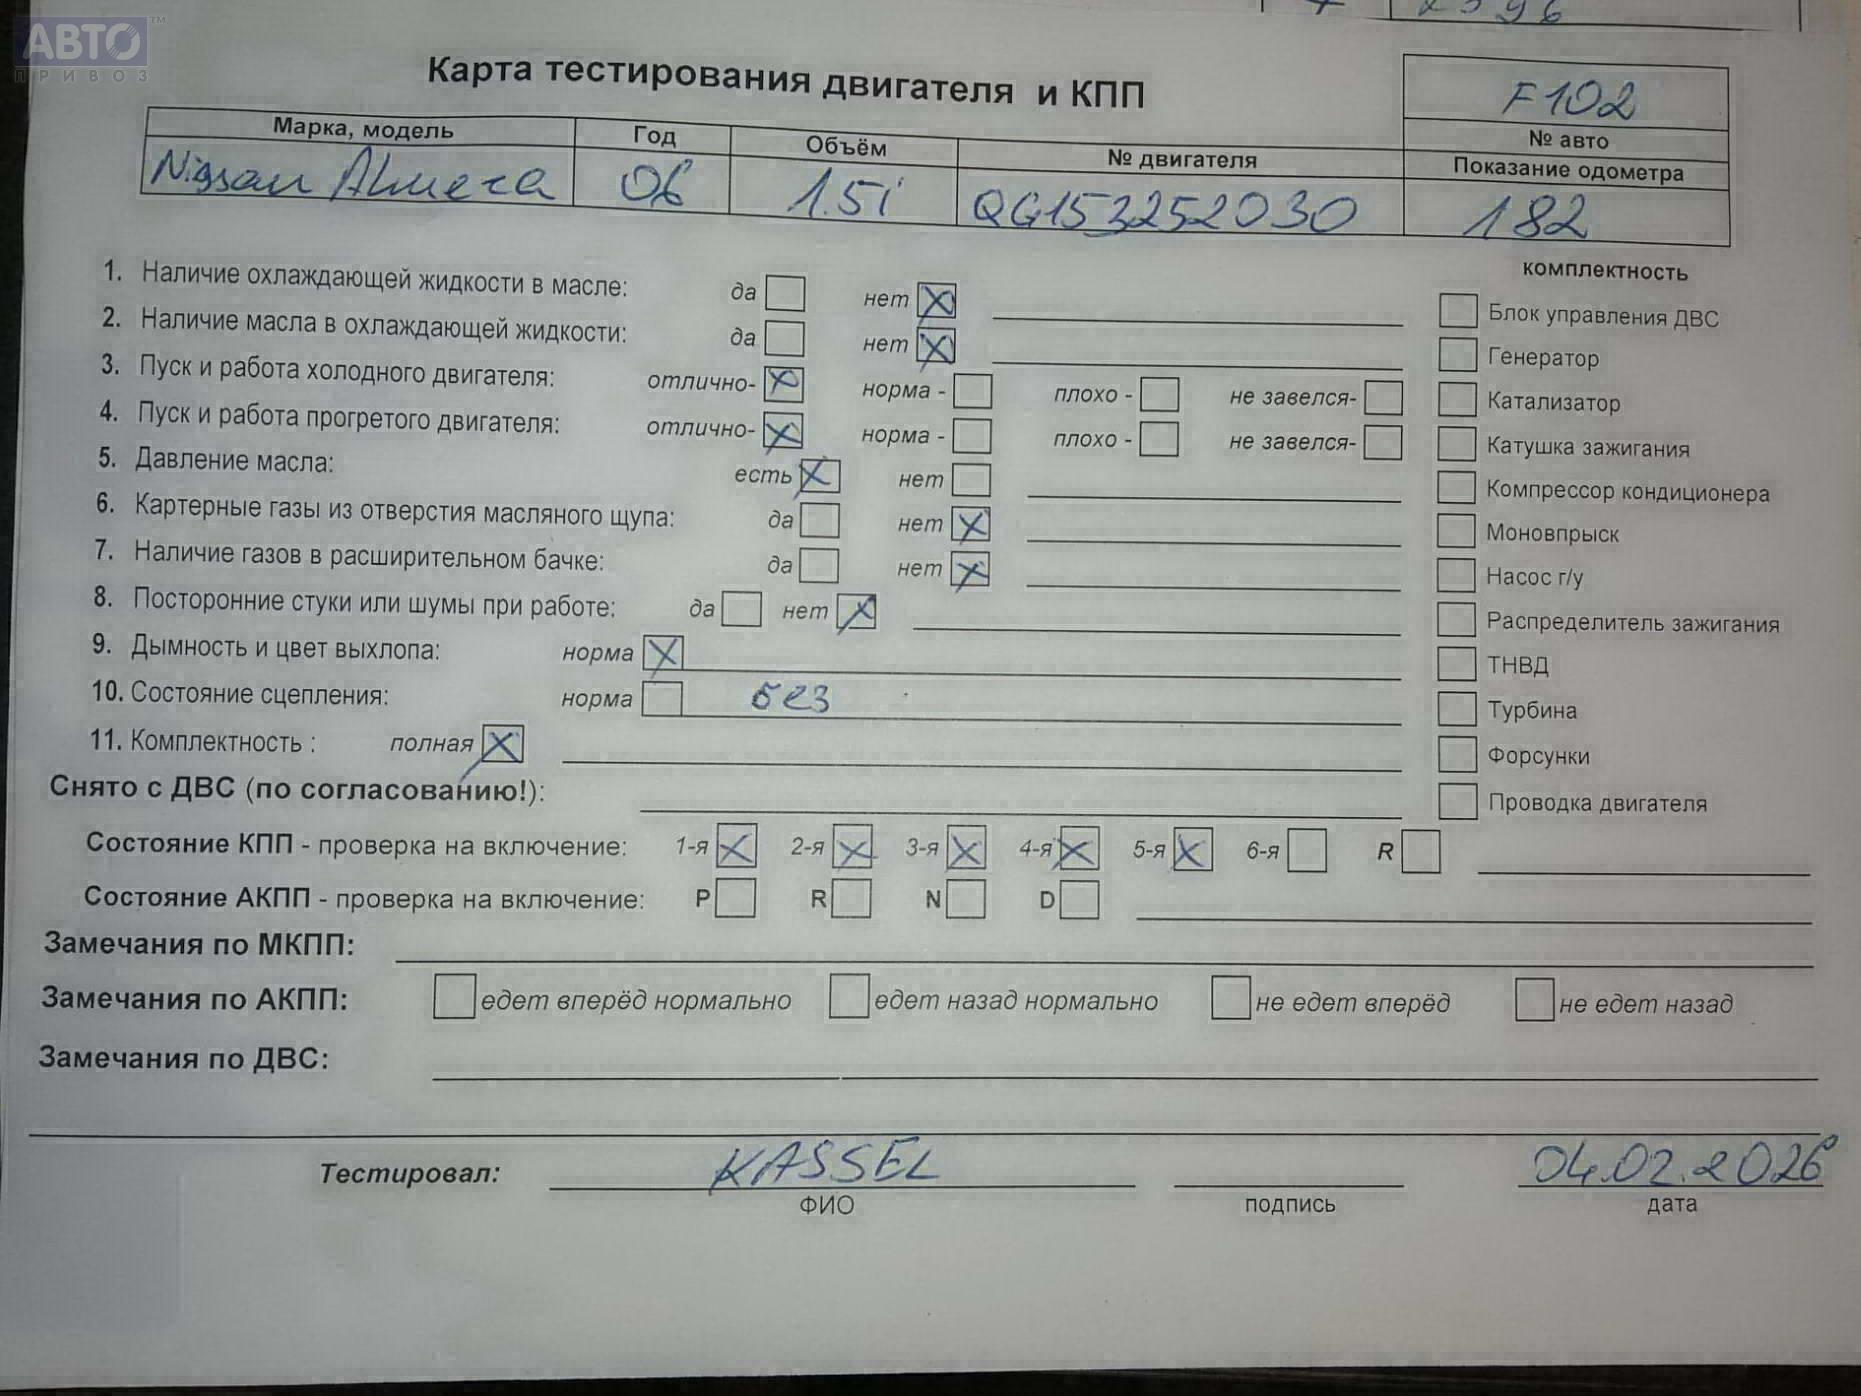 АВТО™
ПРИВОЗ
Карта тестирования двигателя и КПП
F102
№ авто
Марка, модель Год Объём № двигателя Показание одометра
Nissan Almera 06 1.5i QG153252030 182
комплектность
1. Наличие охлаждающей жидкости в масле: да нет X
2. Наличие масла в охлаждающей жидкости: да нет X
3. Пуск и работа холодного двигателя: отлично- X норма - плохо - не завелся-
4. Пуск и работа прогретого двигателя: отлично- X норма - плохо - не завелся-
5. Давление масла: есть X нет
6. Картерные газы из отверстия масляного щупа: да нет X
7. Наличие газов в расширительном бачке: да нет X
8. Посторонние стуки или шумы при работе: да нет X
9. Дымность и цвет выхлопа: норма X
10. Состояние сцепления: норма без
11. Комплектность : полная X
Блок управления ДВС
Генератор
Катализатор
Катушка зажигания
Компрессор кондиционера
Моновпрыск
Насос г/у
Распределитель зажигания
ТНВД
Турбина
Форсунки
Проводка двигателя
Снято с ДВС (по согласованию!):
Состояние КПП - проверка на включение: 1-я X 2-я X 3-я X 4-я X 5-я X 6-я R
Состояние АКПП - проверка на включение: P R N D
Замечания по МКПП:
Замечания по АКПП: едет вперёд нормально едет назад нормально не едет вперёд не едет назад
Замечания по ДВС:
Тестировал: KASSEL 04.02.2026
ФИО подпись дата